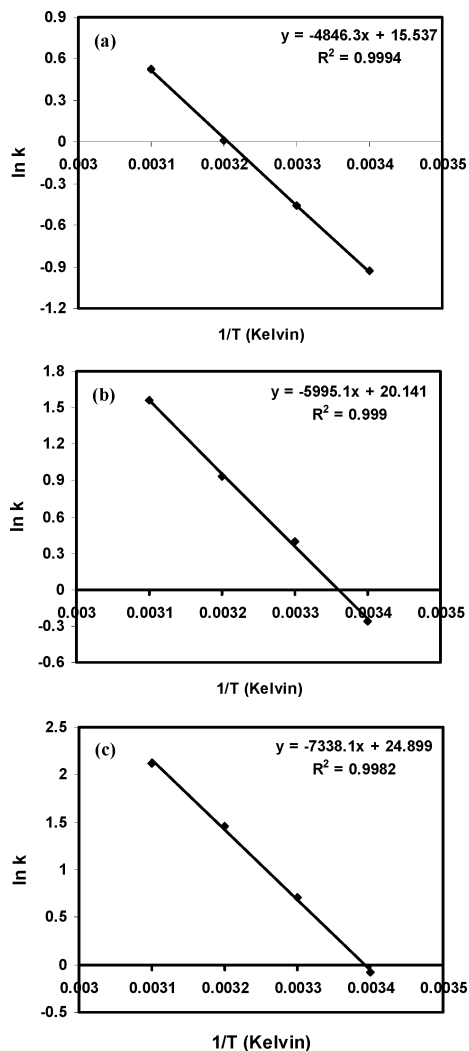 (a)
y = -4846.3x + 15.537
R² = 0.9994
0.9
0.6
0.3
0
-0.3
-0.6
-0.9
-1.2
0.003 0.0031 0.0032 0.0033 0.0034 0.0035
ln k
1/T (Kelvin)
(b)
y = -5995.1x + 20.141
R² = 0.999
1.8
1.5
1.2
0.9
0.6
0.3
0
-0.3
-0.6
0.003 0.0031 0.0032 0.0033 0.0034 0.0035
ln k
1/T (Kelvin)
(c)
y = -7338.1x + 24.899
R² = 0.9982
2.5
2
1.5
1
0.5
0
-0.5
0.003 0.0031 0.0032 0.0033 0.0034 0.0035
ln k
1/T (Kelvin)